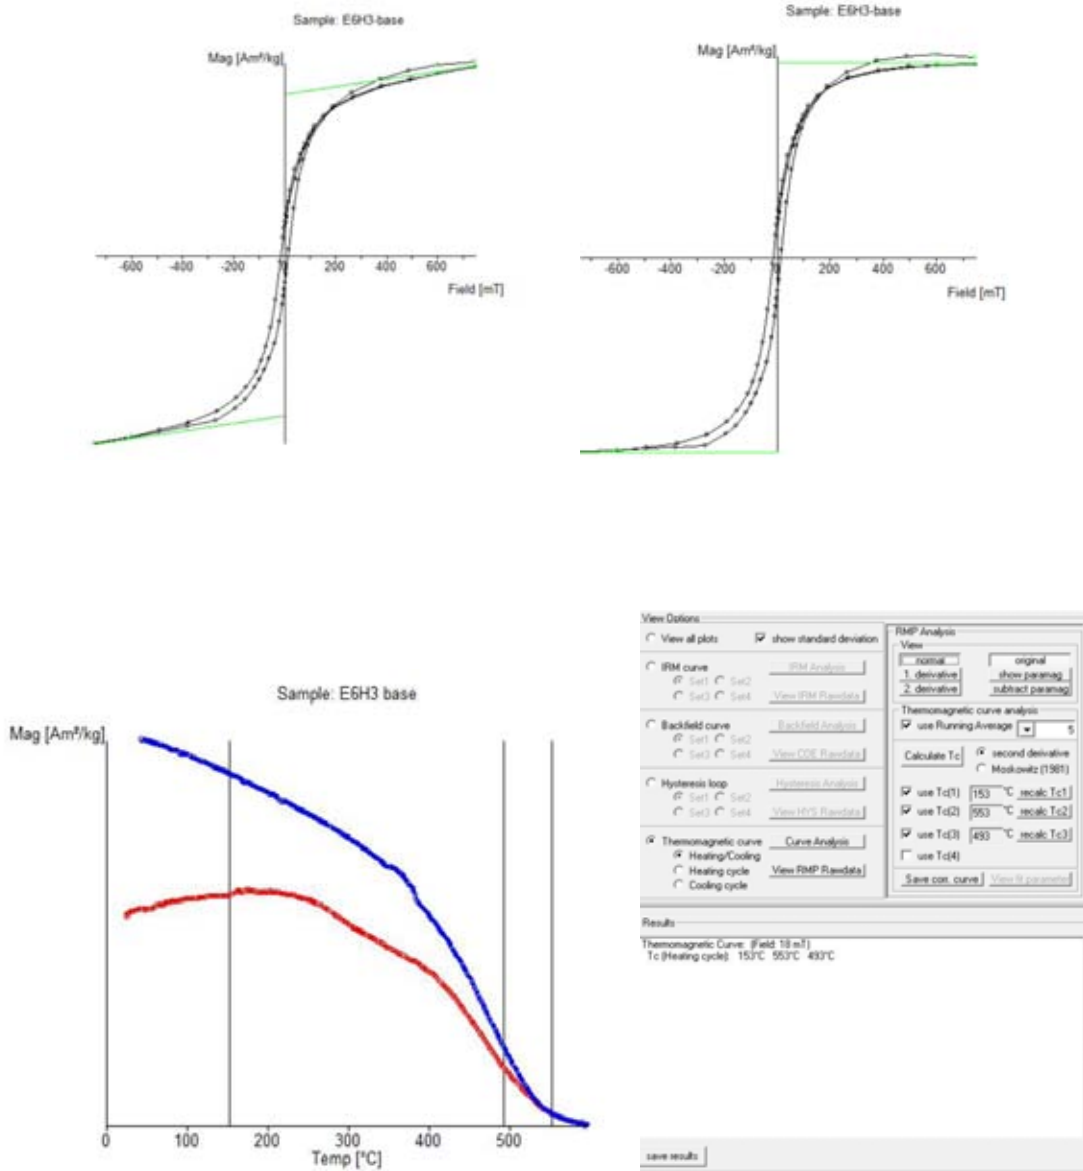 Sample: E6H3-base
Mag [Am²/kg]
-600 -400 -200 200 400 600
Field [mT]
Sample: E6H3-base
Mag [Am²/kg]
-600 -400 -200 200 400 600
Field [mT]
Sample: E6H3 base
Mag [Am²/kg]
0 100 200 300 400 500
Temp [°C]
View Options
View all plots show standard deviation
IRM curve IRM Analysis
Set1 Set2
Set3 Set4 View IRM Rawdata
Backfield curve Backfield Analysis
Set1 Set2
Set3 Set4 View COE Rawdata
Hysteresis loop Hysteresis Analysis
Set1 Set2
Set3 Set4 View HYS Rawdata
Thermomagnetic curve Curve Analysis
Heating/Cooling
Heating cycle View RMP Rawdata
Cooling cycle
RMP Analysis
View
normal original
1. derivative show paramag
2. derivative subtract paramag
Thermomagnetic curve analysis
use Running Average 5
Calculate Tc second derivative
Moskowitz (1981)
use Tc(1) 153 °C recalc Tc1
use Tc(2) 553 °C recalc Tc2
use Tc(3) 493 °C recalc Tc3
use Tc(4)
Save corr. curve View fit parameter
Results
Thermomagnetic Curve: (Field: 18 mT)
Tc (Heating cycle): 153°C 553°C 493°C
save results